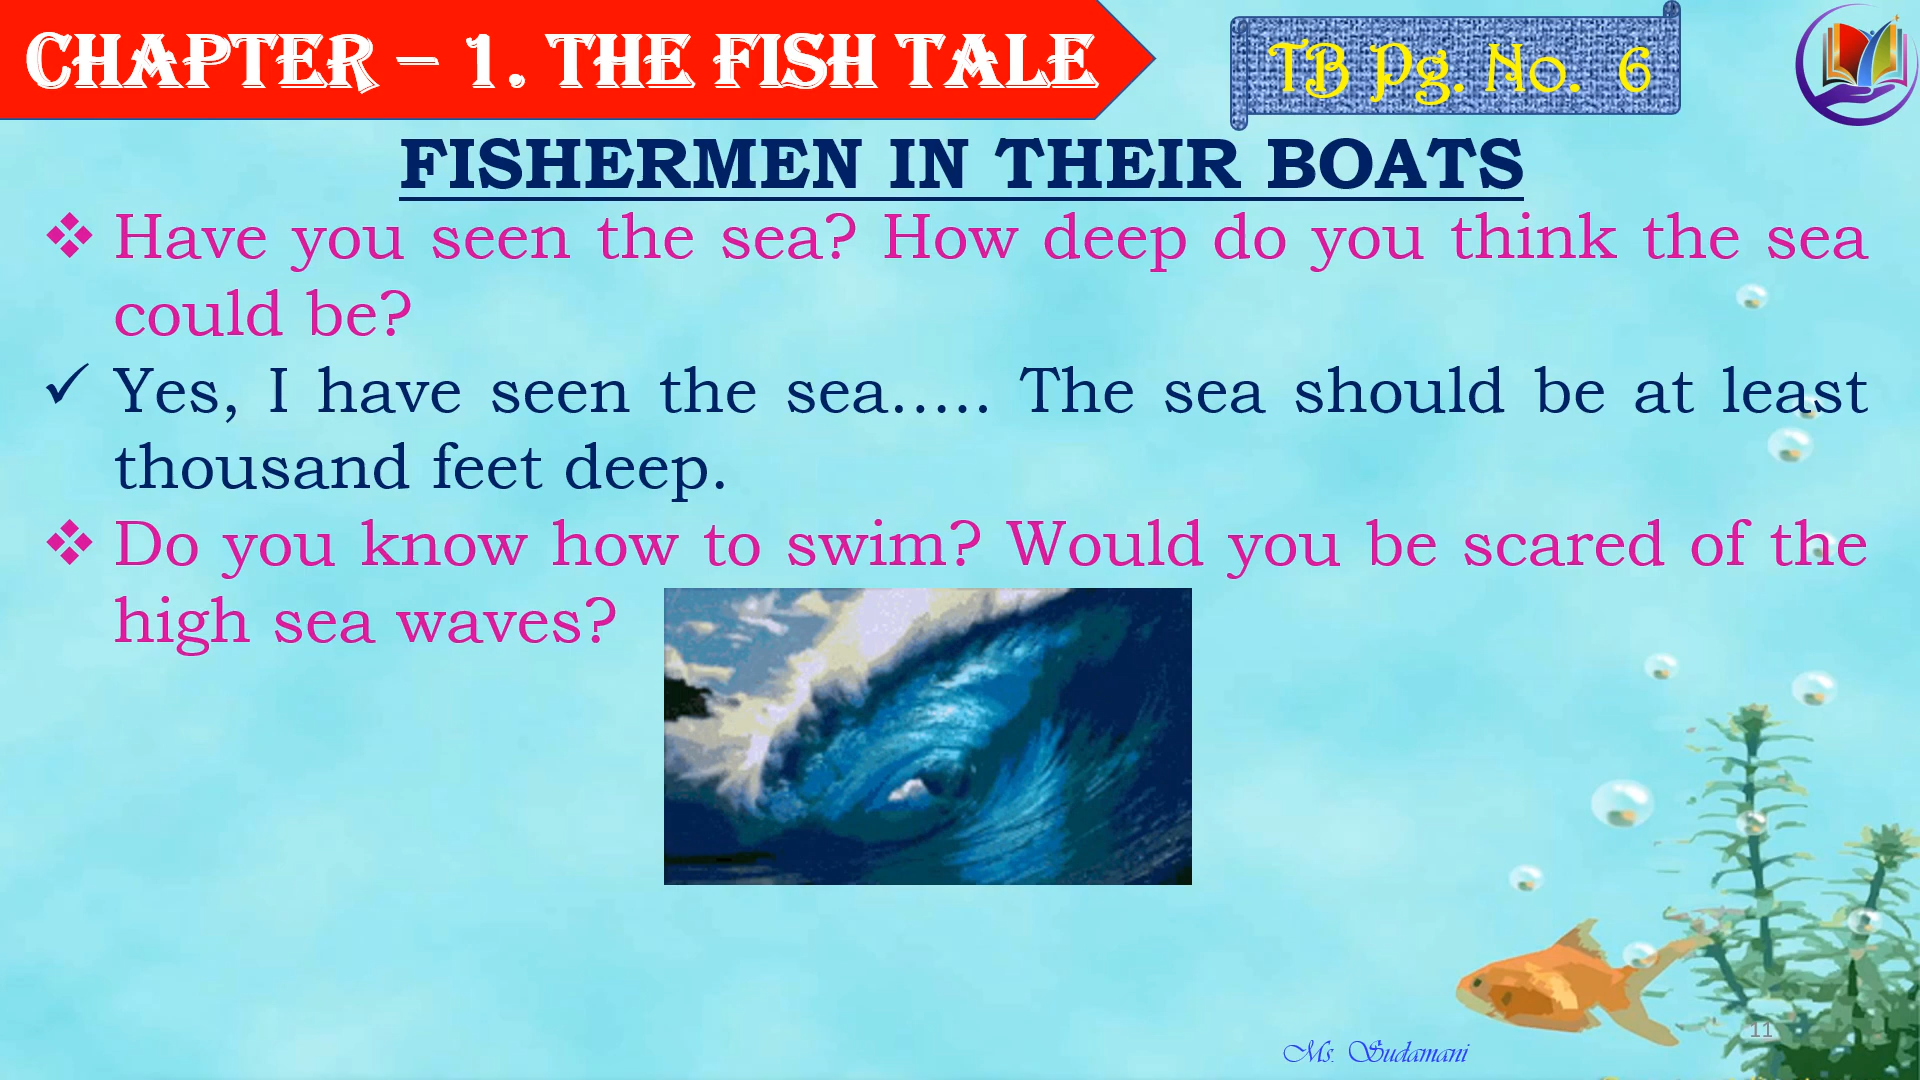 CHAPTER – 1. THE FISH TALE
TB Pg. No. 6
FISHERMEN IN THEIR BOATS
❖ Have you seen the sea? How deep do you think the sea
could be?
✓ Yes, I have seen the sea..... The sea should be at least
thousand feet deep.
❖ Do you know how to swim? Would you be scared of the
high sea waves?
11
Ms. Sudamani